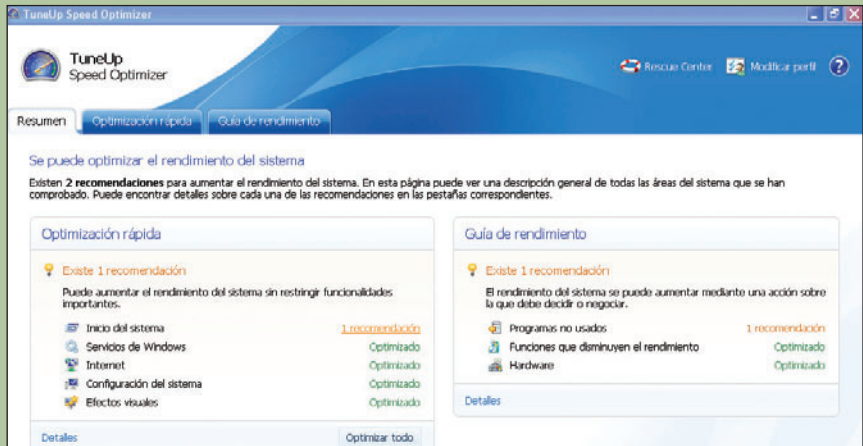 TuneUp Speed Optimizer
TuneUp
Speed Optimizer
Rescue Center Modificar perfil ?
Resumen Optimización rápida Guía de rendimiento
Se puede optimizar el rendimiento del sistema
Existen 2 recomendaciones para aumentar el rendimiento del sistema. En esta página puede ver una descripción general de todas las áreas del sistema que se han
comprobado. Puede encontrar detalles sobre cada una de las recomendaciones en las pestañas correspondientes.
Optimización rápida
Existe 1 recomendación
Puede aumentar el rendimiento del sistema sin restringir funcionalidades
importantes.
Inicio del sistema 1 recomendación
Servicios de Windows Optimizado
Internet Optimizado
Configuración del sistema Optimizado
Efectos visuales Optimizado
Detalles Optimizar todo
Guía de rendimiento
Existe 1 recomendación
El rendimiento del sistema se puede aumentar mediante una acción sobre
la que debe decidir o negociar.
Programas no usados 1 recomendación
Funciones que disminuyen el rendimiento Optimizado
Hardware Optimizado
Detalles